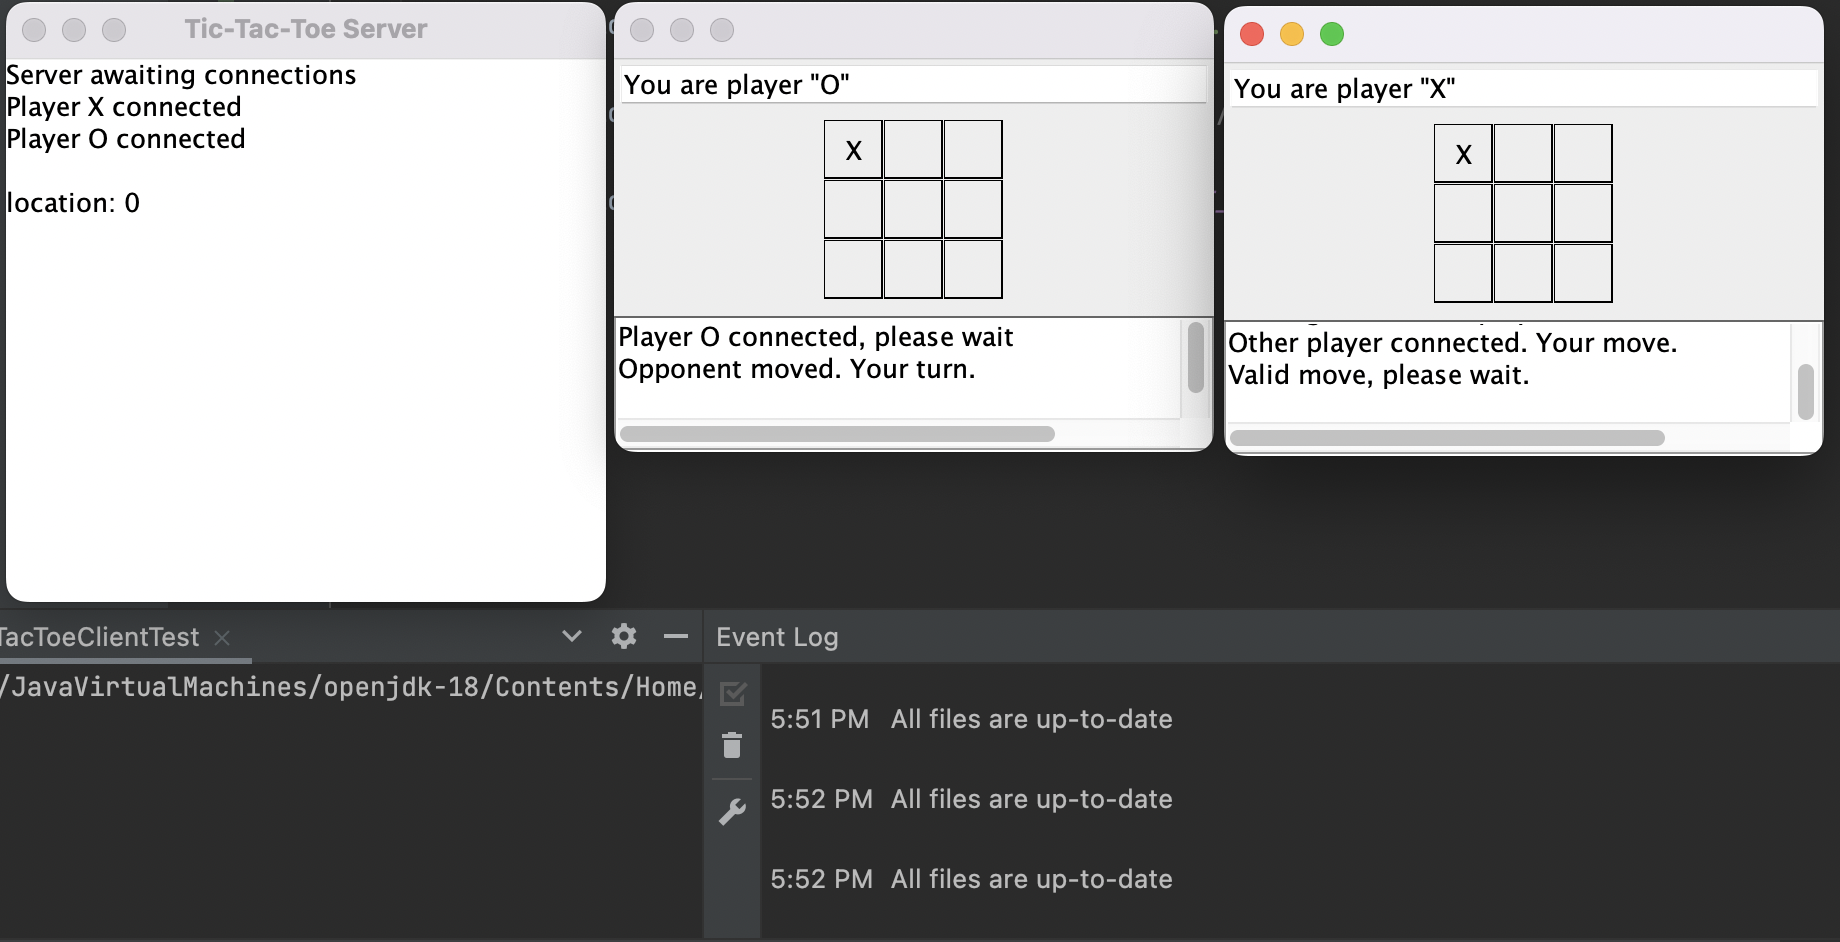 Tic-Tac-Toe Server
Server awaiting connections
Player X connected
Player O connected
location: 0
You are player "O"
X
Player O connected, please wait
Opponent moved. Your turn.
You are player "X"
X
Other player connected. Your move.
Valid move, please wait.
TacToeClientTest
/JavaVirtualMachines/openjdk-18/Contents/Home/
Event Log
5:51 PM All files are up-to-date
5:52 PM All files are up-to-date
5:52 PM All files are up-to-date